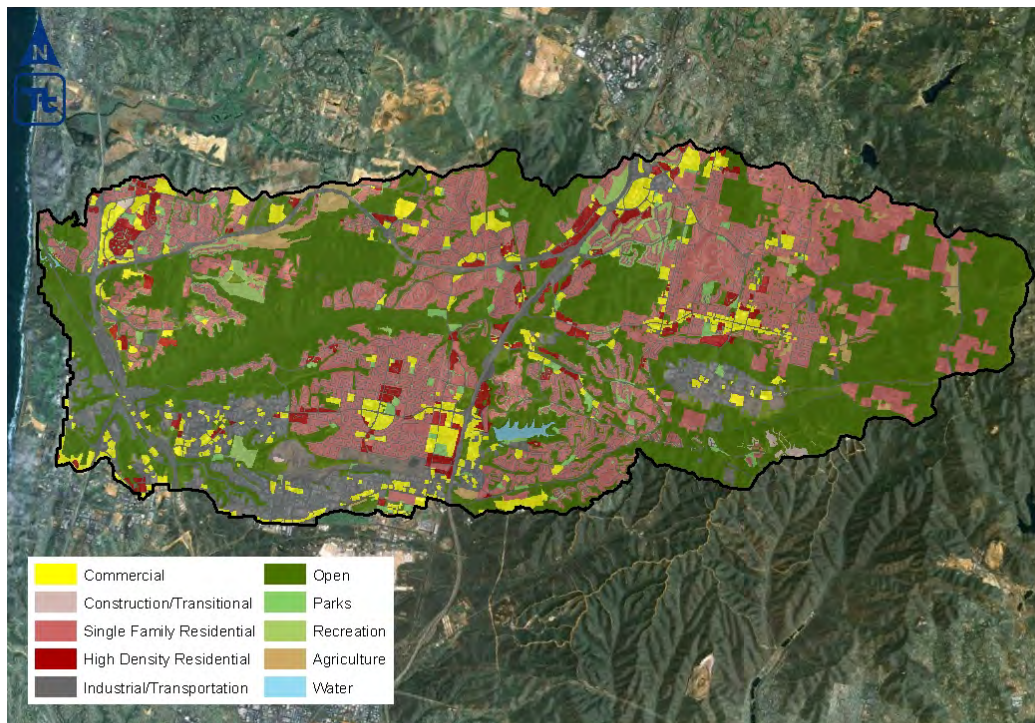 N
Tt
Commercial
Construction/Transitional
Single Family Residential
High Density Residential
Industrial/Transportation
Open
Parks
Recreation
Agriculture
Water